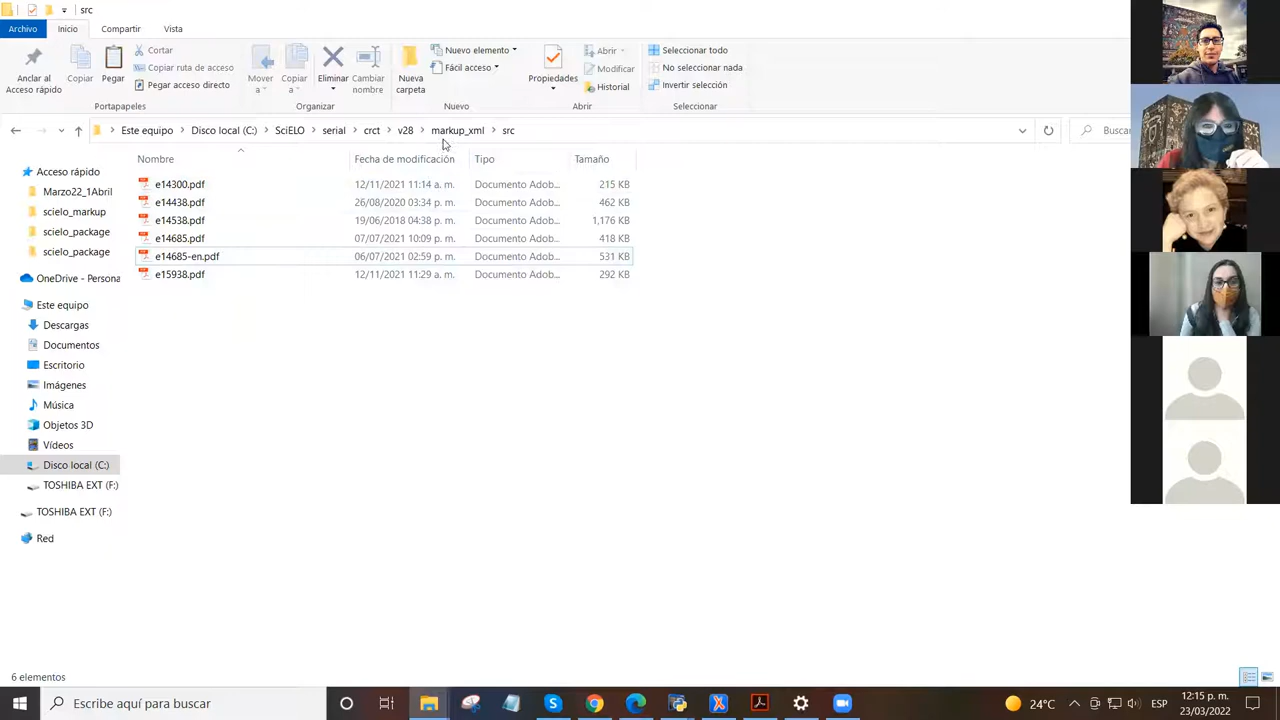 src
Archivo Inicio Compartir Vista
Anclar al Acceso rápido
Copiar
Pegar
Cortar
Copiar ruta de acceso
Pegar acceso directo
Portapapeles
Mover a
Copiar a
Eliminar
Cambiar nombre
Organizar
Nueva carpeta
Nuevo elemento
Fácil acceso
Nuevo
Propiedades
Abrir
Modificar
Historial
Abrir
Seleccionar todo
No seleccionar nada
Invertir selección
Seleccionar
Este equipo > Disco local (C:) > SciELO > serial > crct > v28 > markup_xml > src
Busca
Nombre Fecha de modificación Tipo Tamaño
e14300.pdf 12/11/2021 11:14 a. m. Documento Adob... 215 KB
e14438.pdf 26/08/2020 03:34 p. m. Documento Adob... 462 KB
e14538.pdf 19/06/2018 04:38 p. m. Documento Adob... 1,176 KB
e14685.pdf 07/07/2021 10:09 p. m. Documento Adob... 418 KB
e14685-en.pdf 06/07/2021 02:59 p. m. Documento Adob... 531 KB
e15938.pdf 12/11/2021 11:29 a. m. Documento Adob... 292 KB
Acceso rápido
Marzo22_1Abril
scielo_markup
scielo_package
scielo_package
OneDrive - Persona
Este equipo
Descargas
Documentos
Escritorio
Imágenes
Música
Objetos 3D
Vídeos
Disco local (C:)
TOSHIBA EXT (F:)
TOSHIBA EXT (F:)
Red
6 elementos
Escribe aquí para buscar
24°C
ESP
12:15 p. m.
23/03/2022